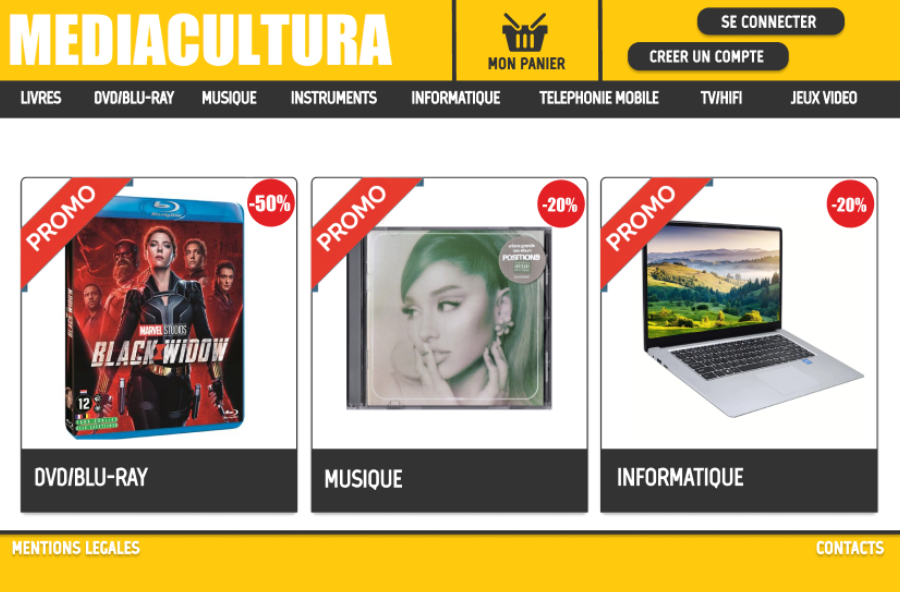 MEDIACULTURA
MON PANIER
SE CONNECTER
CREER UN COMPTE
LIVRES DVD/BLU-RAY MUSIQUE INSTRUMENTS INFORMATIQUE TELEPHONIE MOBILE TV/HIFI JEUX VIDEO
PROMO
-50%
MARVEL STUDIOS
BLACK WIDOW
BLACK WIDOW
12
DVD/BLU-RAY
PROMO
-20%
ariana grande
POSITIONS
MUSIQUE
PROMO
-20%
INFORMATIQUE
MENTIONS LEGALES
CONTACTS